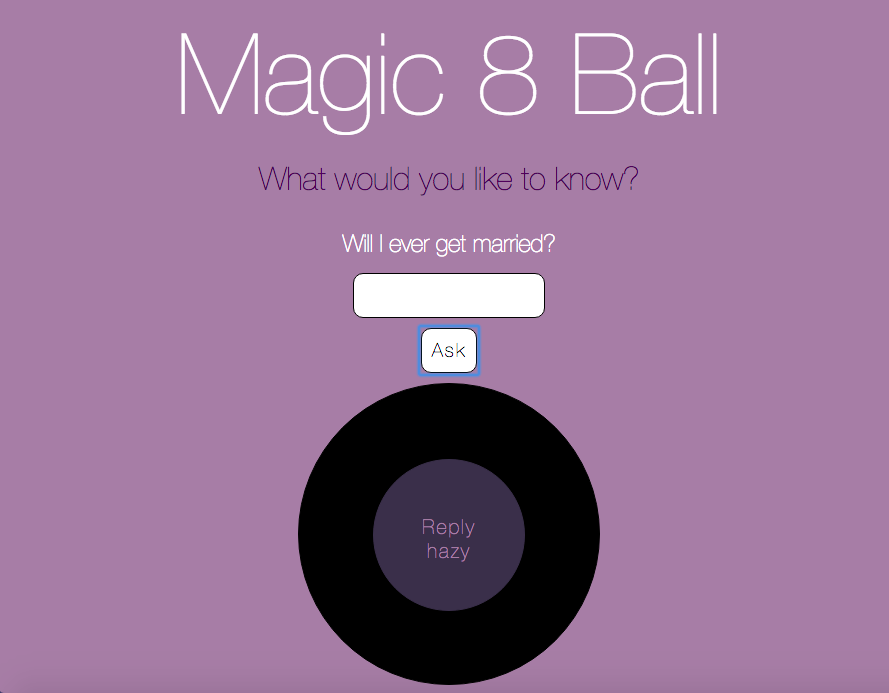 Magic 8 Ball
What would you like to know?
Will I ever get married?
Ask
Reply
hazy